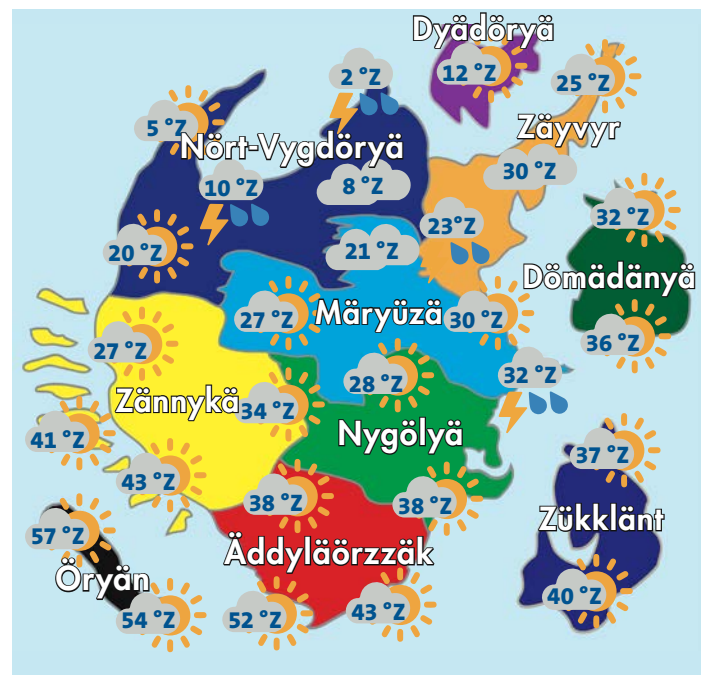 Dyädöryä
2 °Z
12 °Z
25 °Z
5 °Z
Zäyvyr
Nört-Vygdöryä
30 °Z
10 °Z
8 °Z
32 °Z
23°Z
20 °Z
21 °Z
Dömädänyä
27 °Z
Märyüzä
30 °Z
27 °Z
36 °Z
28 °Z
32 °Z
Zännykä
34 °Z
41 °Z
Nygölyä
37 °Z
43 °Z
38 °Z
38 °Z
57 °Z
Zükklänt
Äddyläörzzäk
Öryän
40 °Z
54 °Z
52 °Z
43 °Z